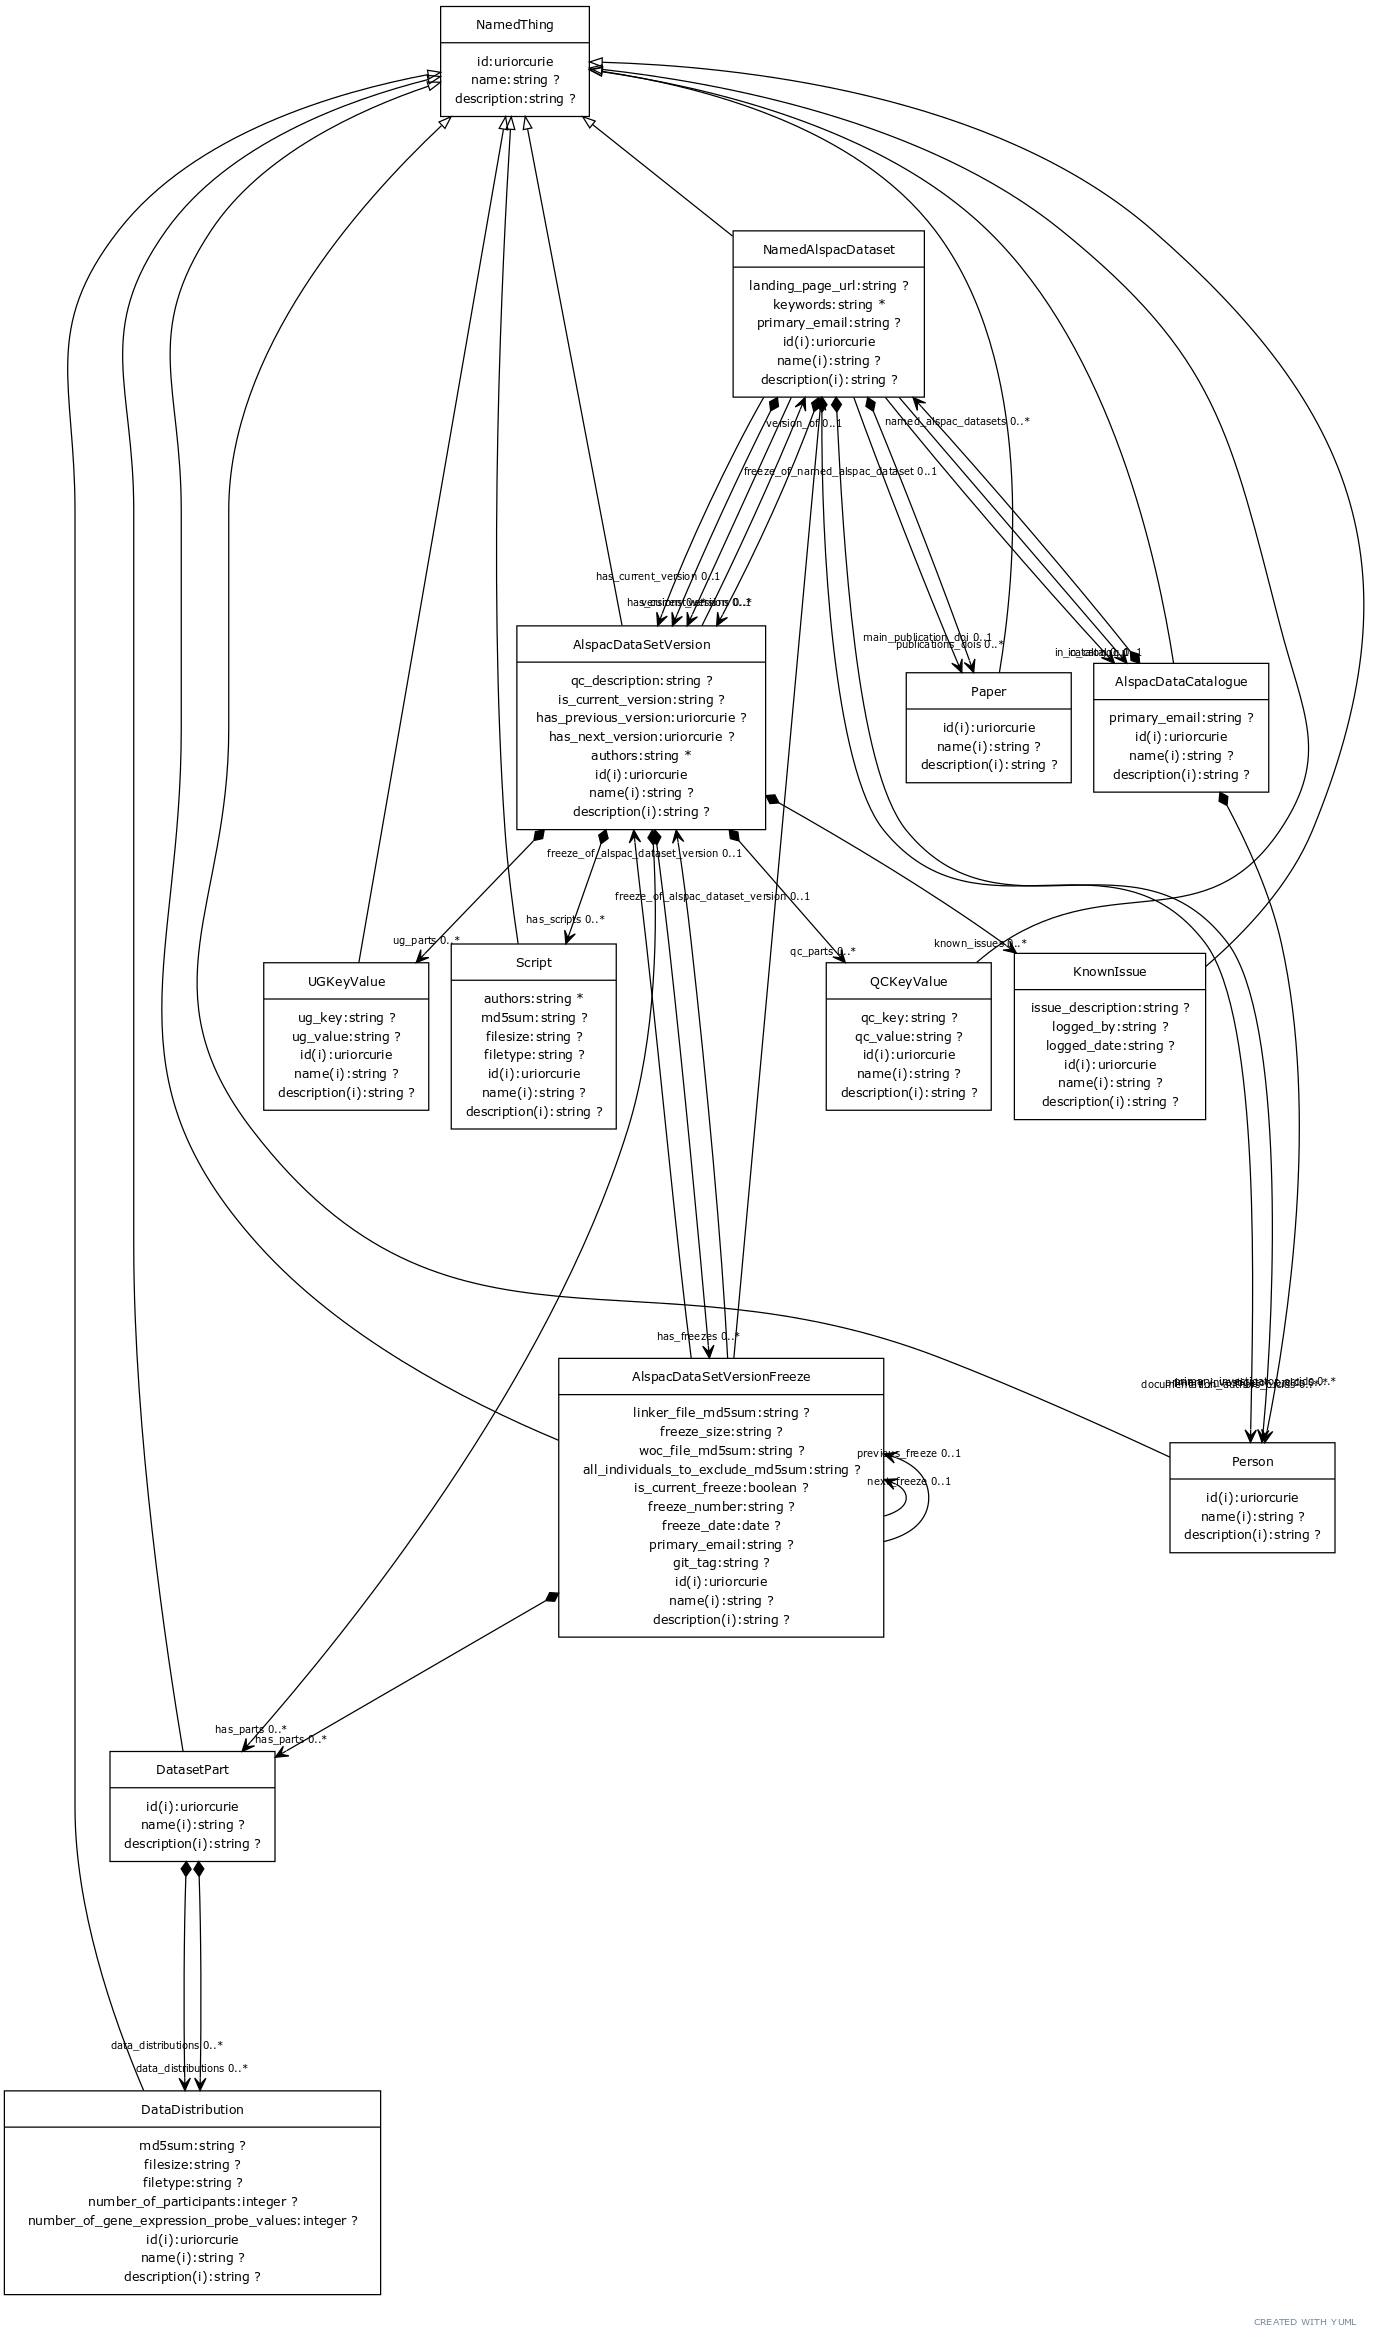 NamedThing
id:uriorcurie
name:string ?
description:string ?
NamedAlspacDataset
landing_page_url:string ?
keywords:string *
primary_email:string ?
id(i):uriorcurie
name(i):string ?
description(i):string ?
version_of 0..1
named_alspac_datasets 0..*
freeze_of_named_alspac_dataset 0..1
has_current_version 0..1
main_publication_doi 0..1
publications_dois 0..*
AlspacDataSetVersion
qc_description:string ?
is_current_version:string ?
has_previous_version:uriorcurie ?
has_next_version:uriorcurie ?
authors:string *
id(i):uriorcurie
name(i):string ?
description(i):string ?
Paper
id(i):uriorcurie
name(i):string ?
description(i):string ?
AlspacDataCatalogue
primary_email:string ?
id(i):uriorcurie
name(i):string ?
description(i):string ?
freeze_of_alspac_dataset_version 0..1
freeze_of_alspac_dataset_version 0..1
has_scripts 0..*
ug_parts 0..*
qc_parts 0..*
known_issues 0..*
UGKeyValue
ug_key:string ?
ug_value:string ?
id(i):uriorcurie
name(i):string ?
description(i):string ?
Script
authors:string *
md5sum:string ?
filesize:string ?
filetype:string ?
id(i):uriorcurie
name(i):string ?
description(i):string ?
QCKeyValue
qc_key:string ?
qc_value:string ?
id(i):uriorcurie
name(i):string ?
description(i):string ?
KnownIssue
issue_description:string ?
logged_by:string ?
logged_date:string ?
id(i):uriorcurie
name(i):string ?
description(i):string ?
has_freezes 0..*
AlspacDataSetVersionFreeze
linker_file_md5sum:string ?
freeze_size:string ?
woc_file_md5sum:string ?
all_individuals_to_exclude_md5sum:string ?
is_current_freeze:boolean ?
freeze_number:string ?
freeze_date:date ?
primary_email:string ?
git_tag:string ?
id(i):uriorcurie
name(i):string ?
description(i):string ?
previous_freeze 0..1
next_freeze 0..1
Person
id(i):uriorcurie
name(i):string ?
description(i):string ?
has_parts 0..*
has_parts 0..*
DatasetPart
id(i):uriorcurie
name(i):string ?
description(i):string ?
data_distributions 0..*
data_distributions 0..*
DataDistribution
md5sum:string ?
filesize:string ?
filetype:string ?
number_of_participants:integer ?
number_of_gene_expression_probe_values:integer ?
id(i):uriorcurie
name(i):string ?
description(i):string ?
CREATED WITH YUML